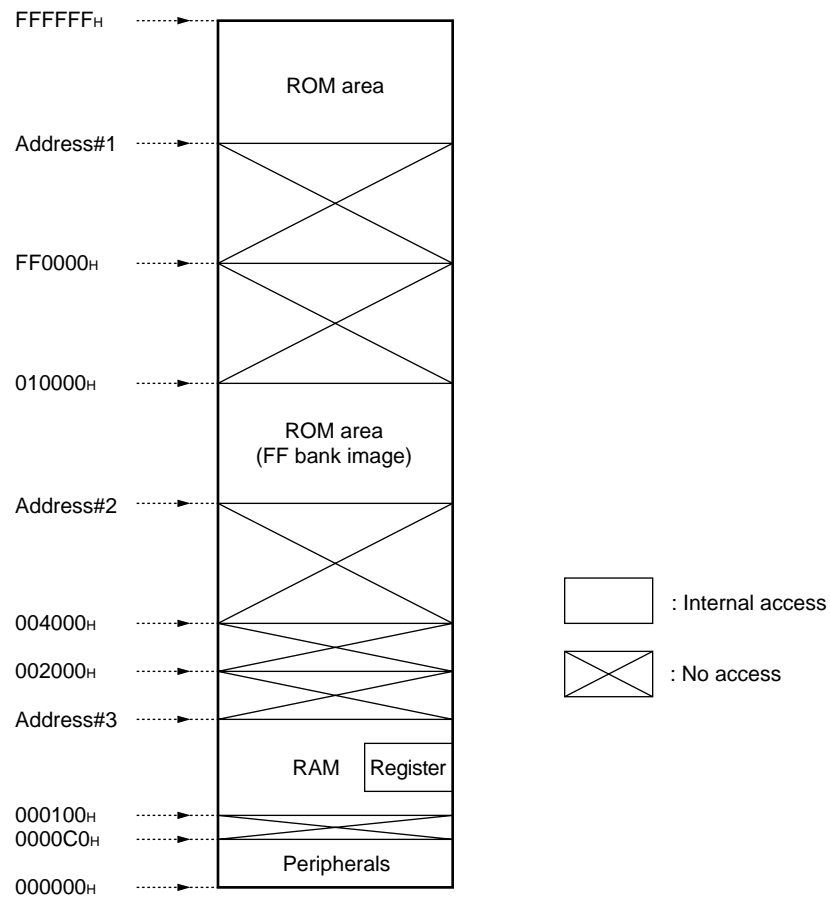 FFFFFFH
ROM area
Address#1
FF0000H
010000H
ROM area
(FF bank image)
Address#2
: Internal access
004000H
002000H
: No access
Address#3
RAM Register
000100H
0000C0H
Peripherals
000000H